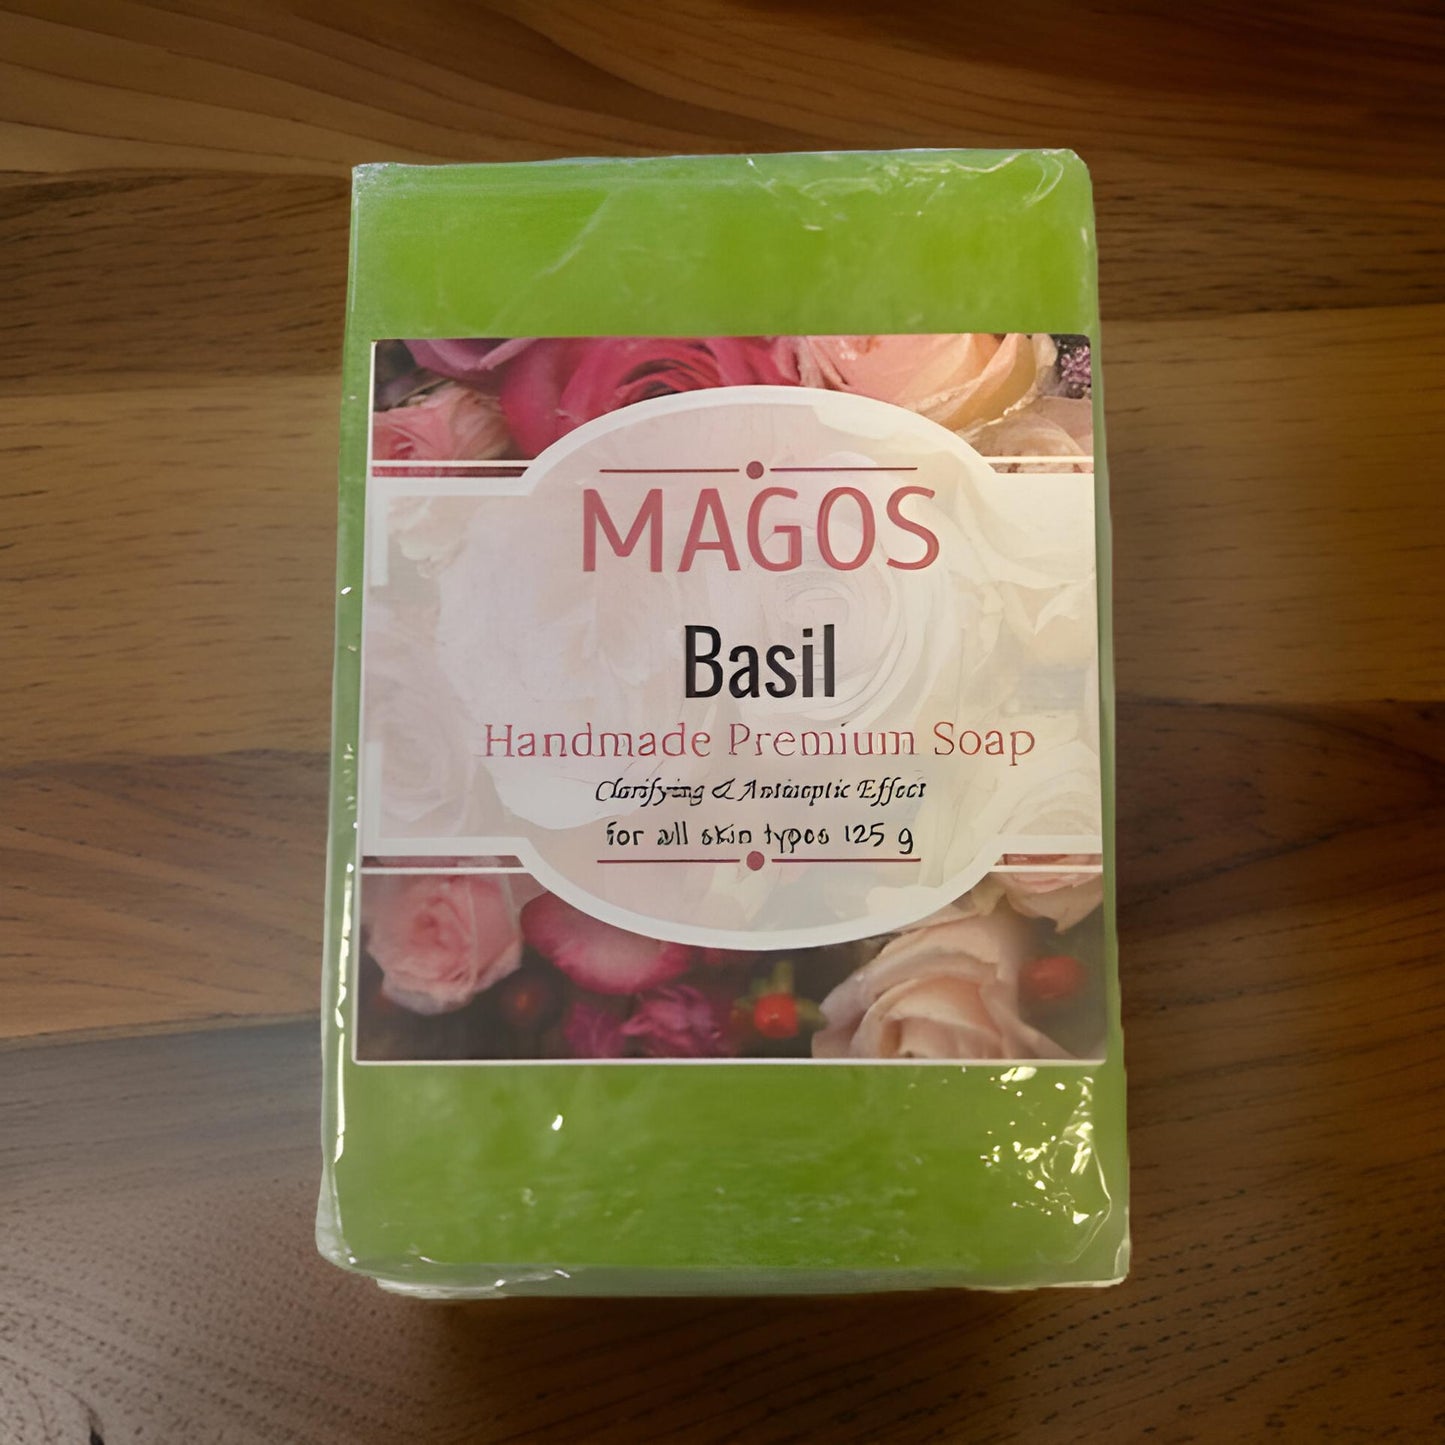 MAGOS
Basil
Handmade Premium Soap
Clarifying & Antiseptic Effect
for all skin types 125 g